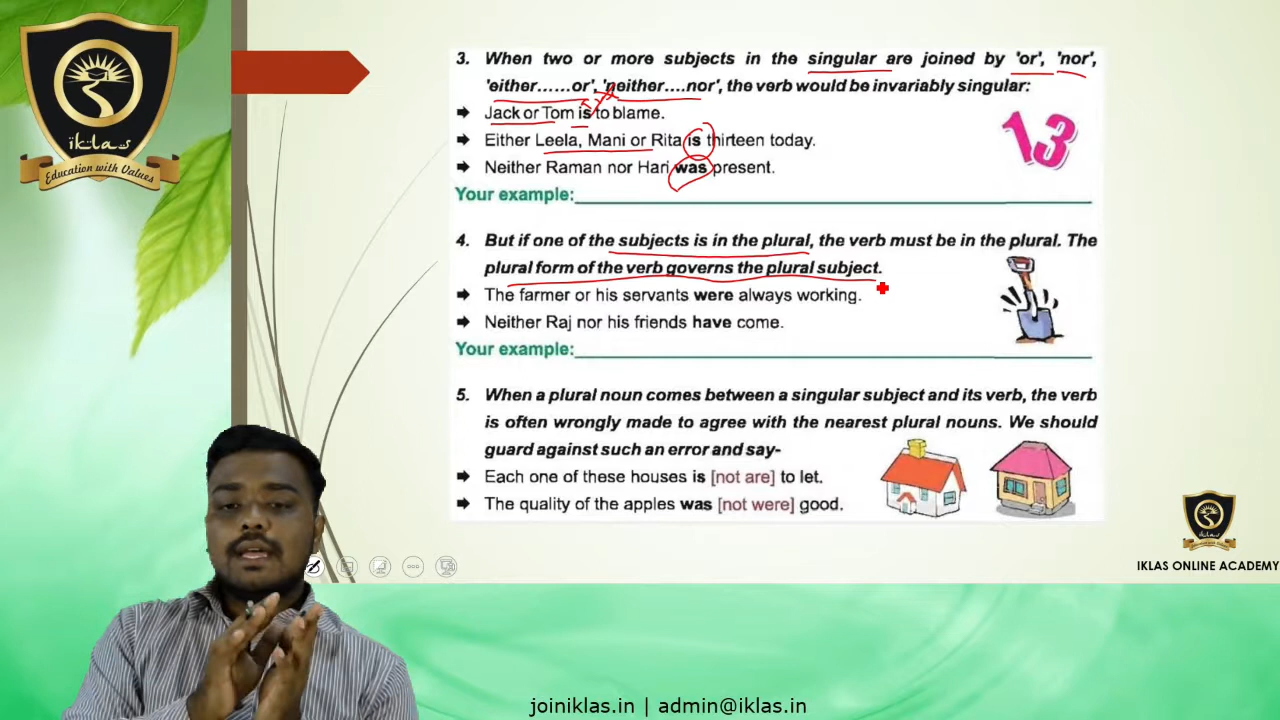 iklas
Education with Values
3. When two or more subjects in the singular are joined by 'or', 'nor',
'either......or', 'neither....nor', the verb would be invariably singular:
Jack or Tom is to blame.
Either Leela, Mani or Rita is thirteen today.
Neither Raman nor Hari was present.
13
Your example:
4. But if one of the subjects is in the plural, the verb must be in the plural. The
plural form of the verb governs the plural subject.
The farmer or his servants were always working.
Neither Raj nor his friends have come.
Your example:
5. When a plural noun comes between a singular subject and its verb, the verb
is often wrongly made to agree with the nearest plural nouns. We should
guard against such an error and say-
Each one of these houses is [not are] to let.
The quality of the apples was [not were] good.
IKLAS ONLINE ACADEMY
joiniklas.in | admin@iklas.in